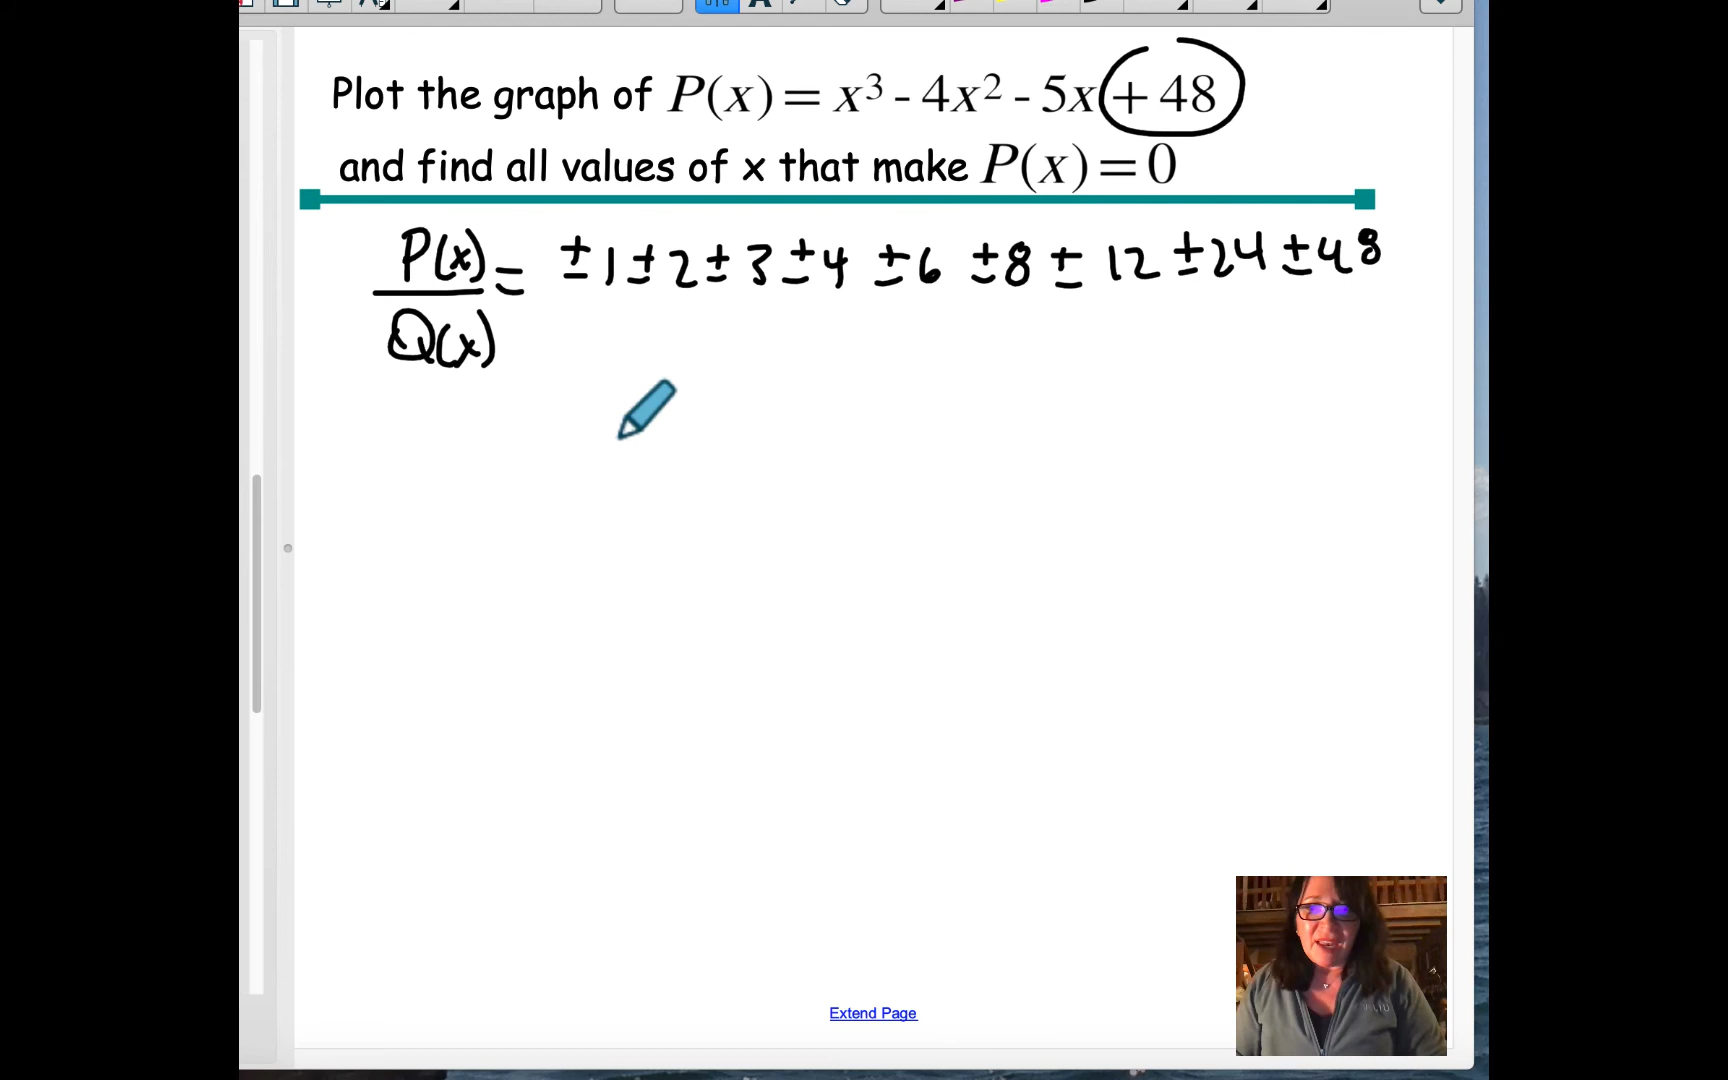 Plot the graph of P(x) = x³ - 4x² - 5x + 48
and find all values of x that make P(x) = 0
P(x)
= ± 1 ± 2 ± 3 ± 4 ± 6 ± 8 ± 12 ± 24 ± 48
Q(x)
Extend Page